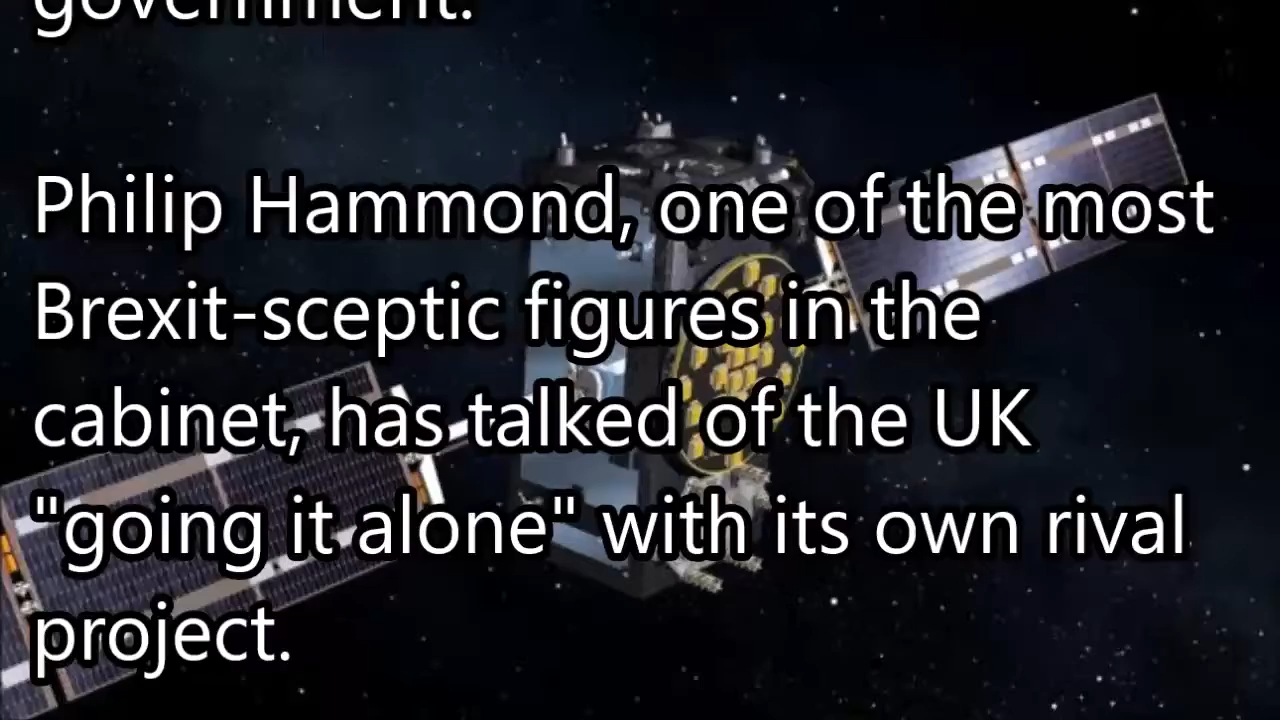 government.
Philip Hammond, one of the most
Brexit-sceptic figures in the
cabinet, has talked of the UK
"going it alone" with its own rival
project.